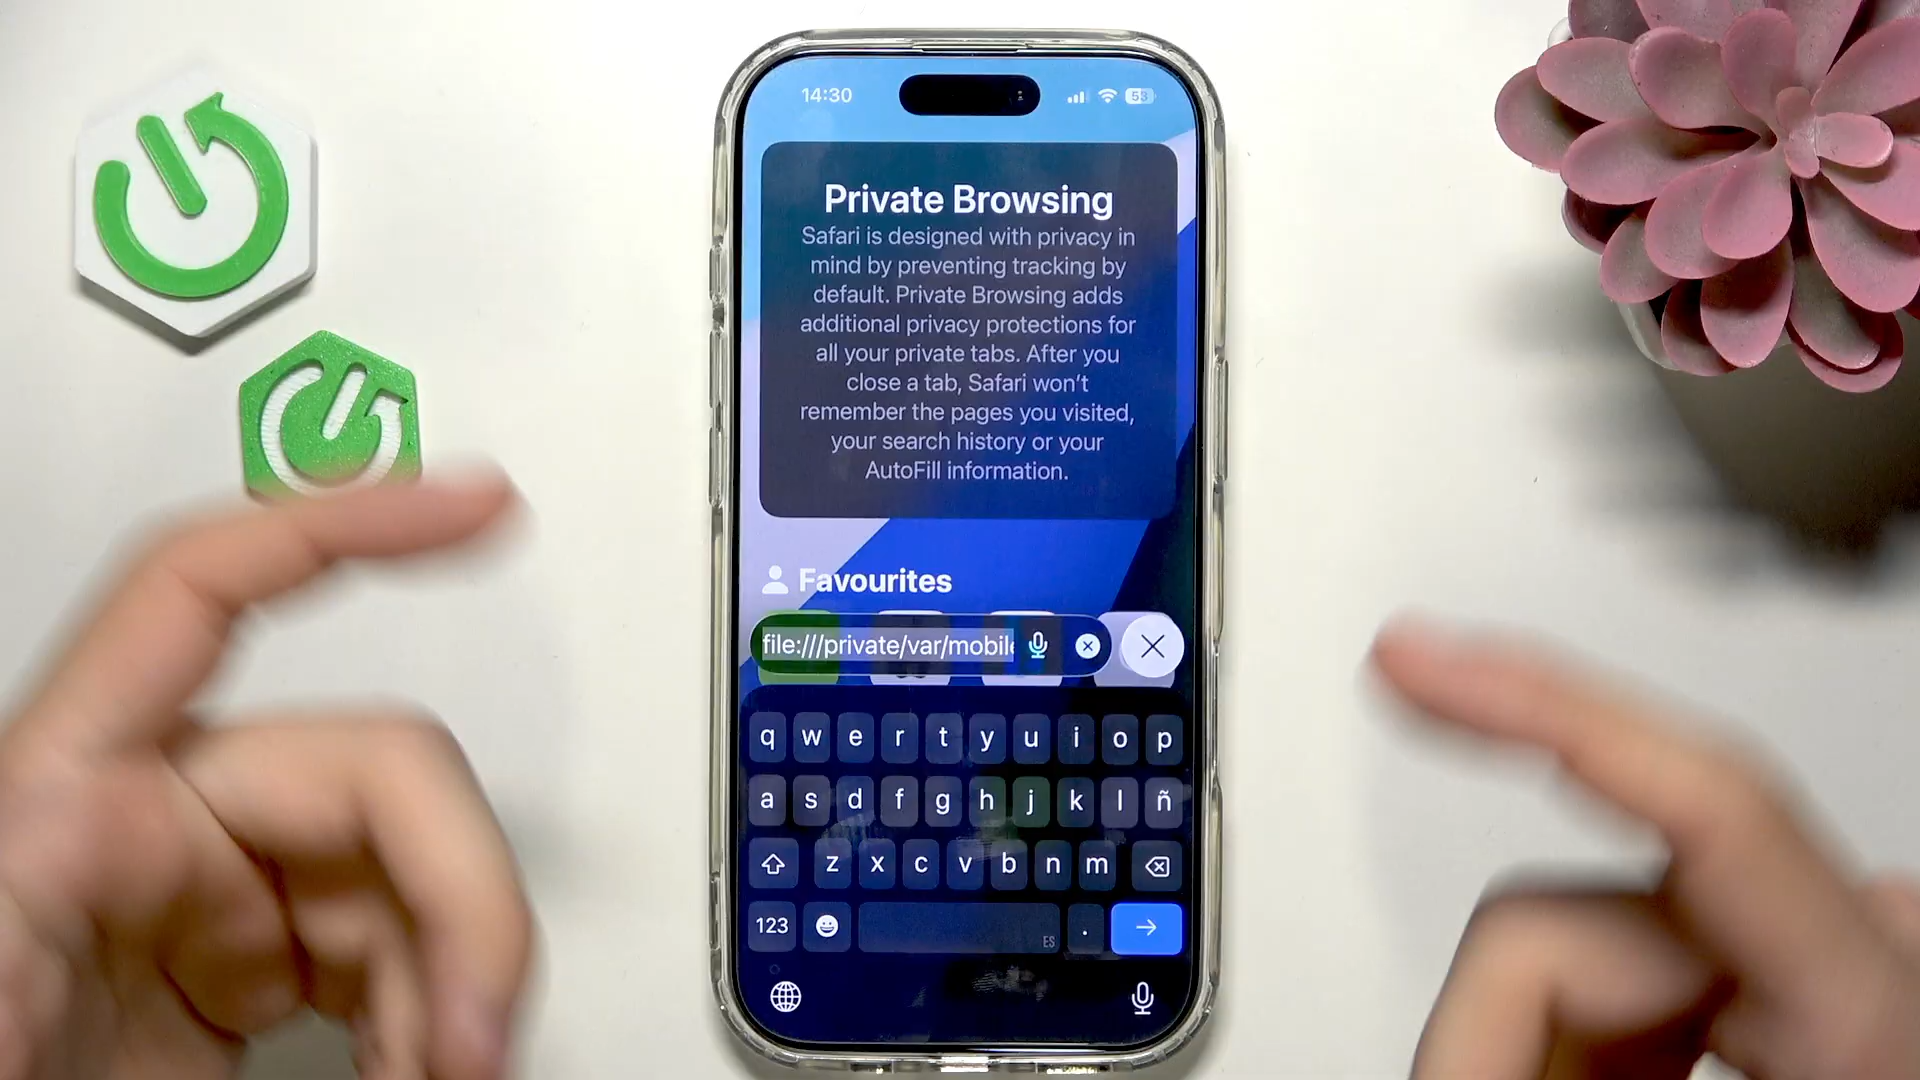 14:30
53
Private Browsing
Safari is designed with privacy in
mind by preventing tracking by
default. Private Browsing adds
additional privacy protections for
all your private tabs. After you
close a tab, Safari won't
remember the pages you visited,
your search history or your
AutoFill information.
Favourites
file:///private/var/mobile
q w e r t y u i o p
a s d f g h j k l ñ
z x c v b n m
123 . ES